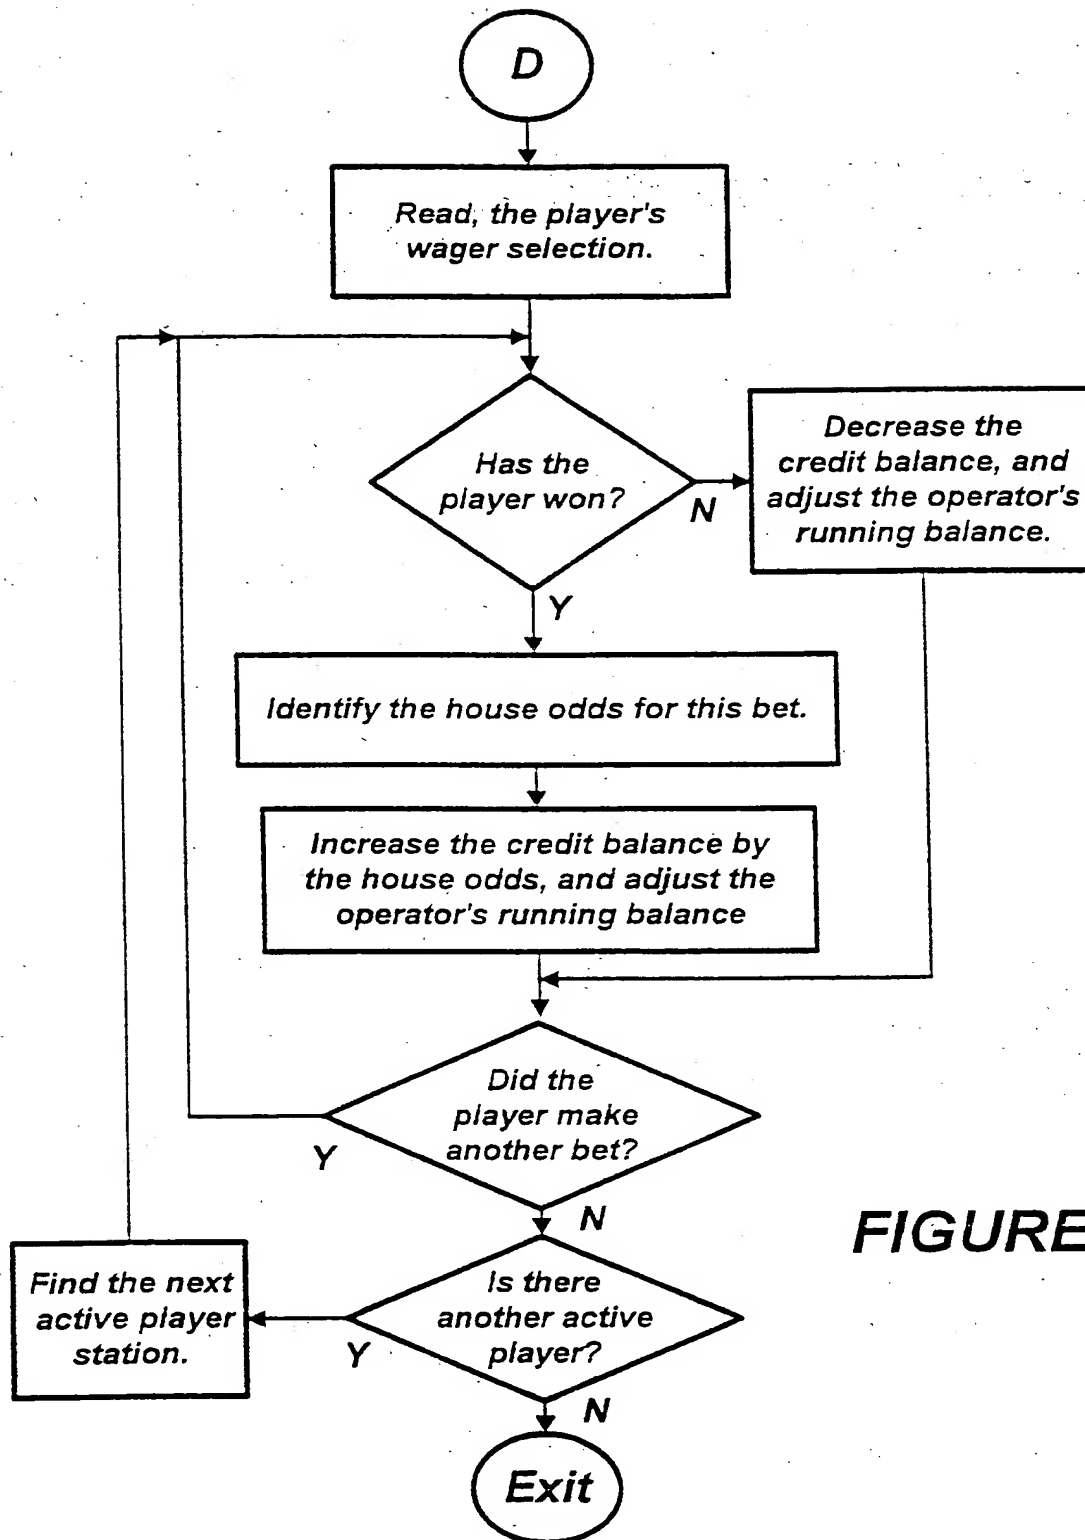 D
Read, the player's
wager selection.
Has the
player won?
N
Decrease the
credit balance, and
adjust the operator's
running balance.
Y
Identify the house odds for this bet.
Increase the credit balance by
the house odds, and adjust the
operator's running balance
Did the
player make
another bet?
Y
N
FIGURE
Find the next
active player
station.
Is there
another active
player?
Y
N
Exit